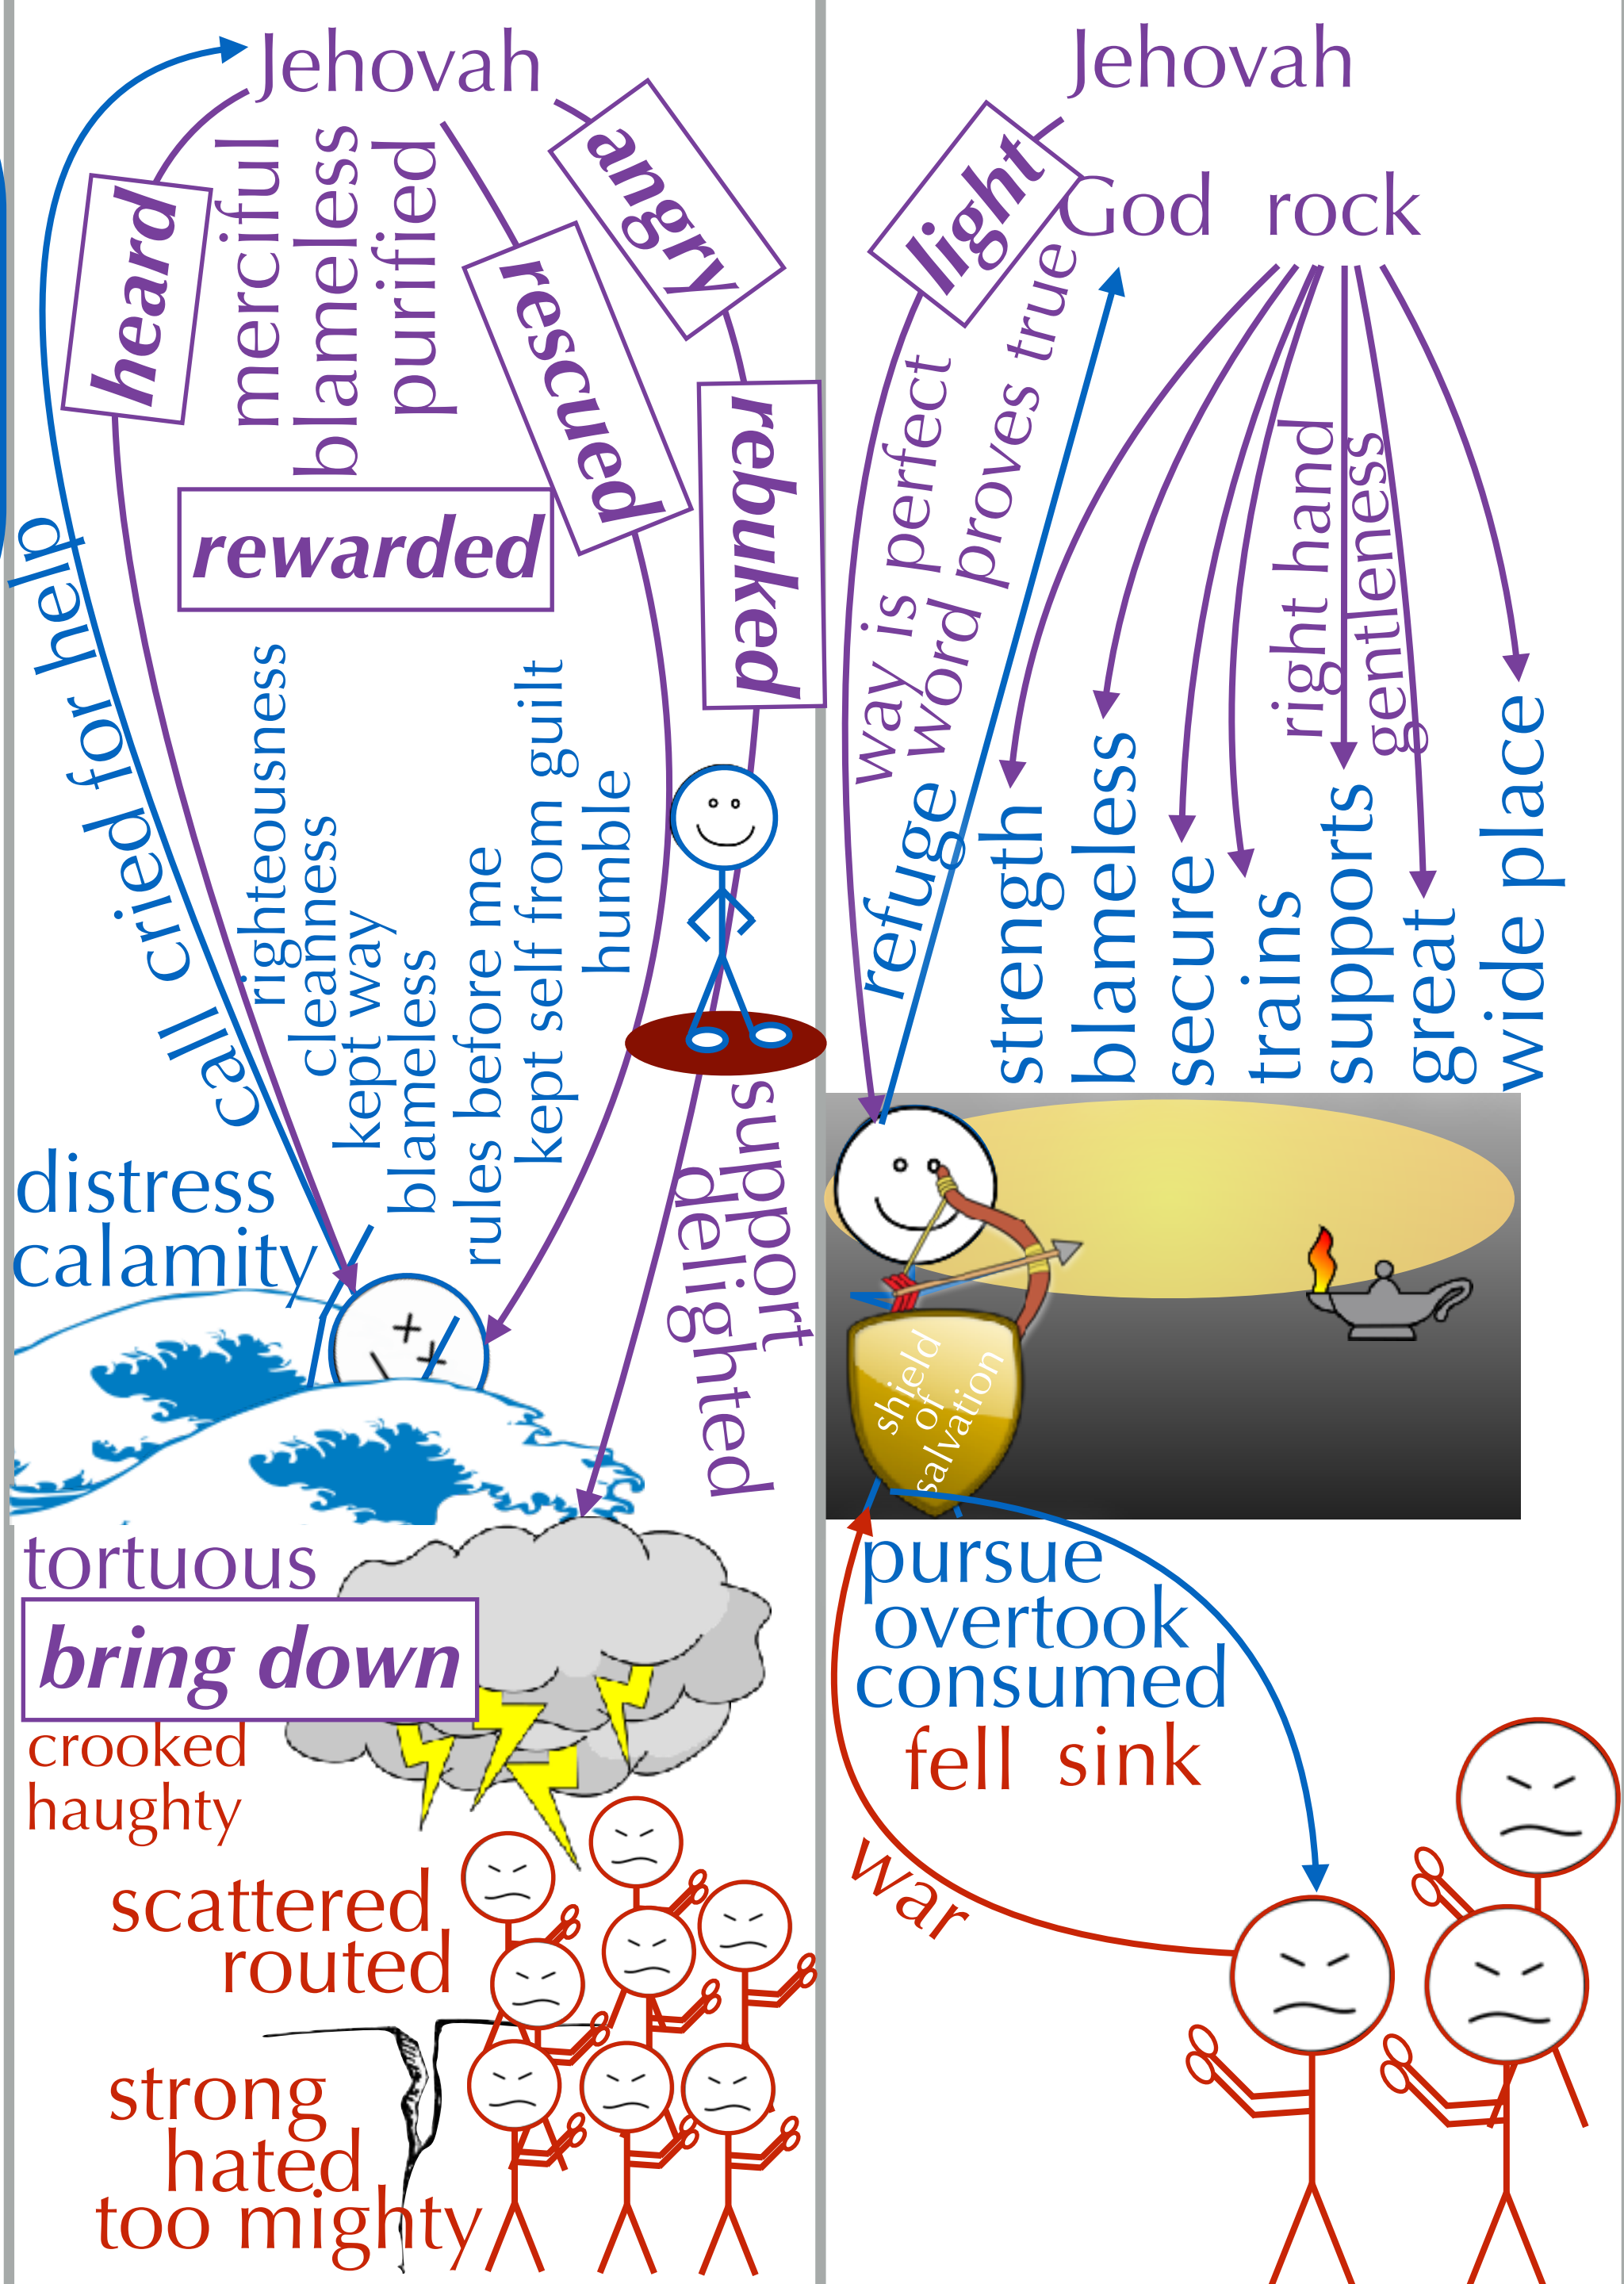 Jehovah
heard
merciful
blameless
purified
angry
rescued
rebuked
rewarded
call cried for help
righteousness
cleanness
kept way
blameless
rules before me
kept self from guilt
humble
distress
calamity
support
delighted
tortuous
bring down
crooked
haughty
scattered
routed
strong
hated
too mighty
Jehovah
God rock
light
way is perfect
word proves true
refuge
right hand
gentleness
strength
blameless
secure
trains
supports
great
wide place
shield
of
salvation
pursue
overtook
consumed
fell sink
war